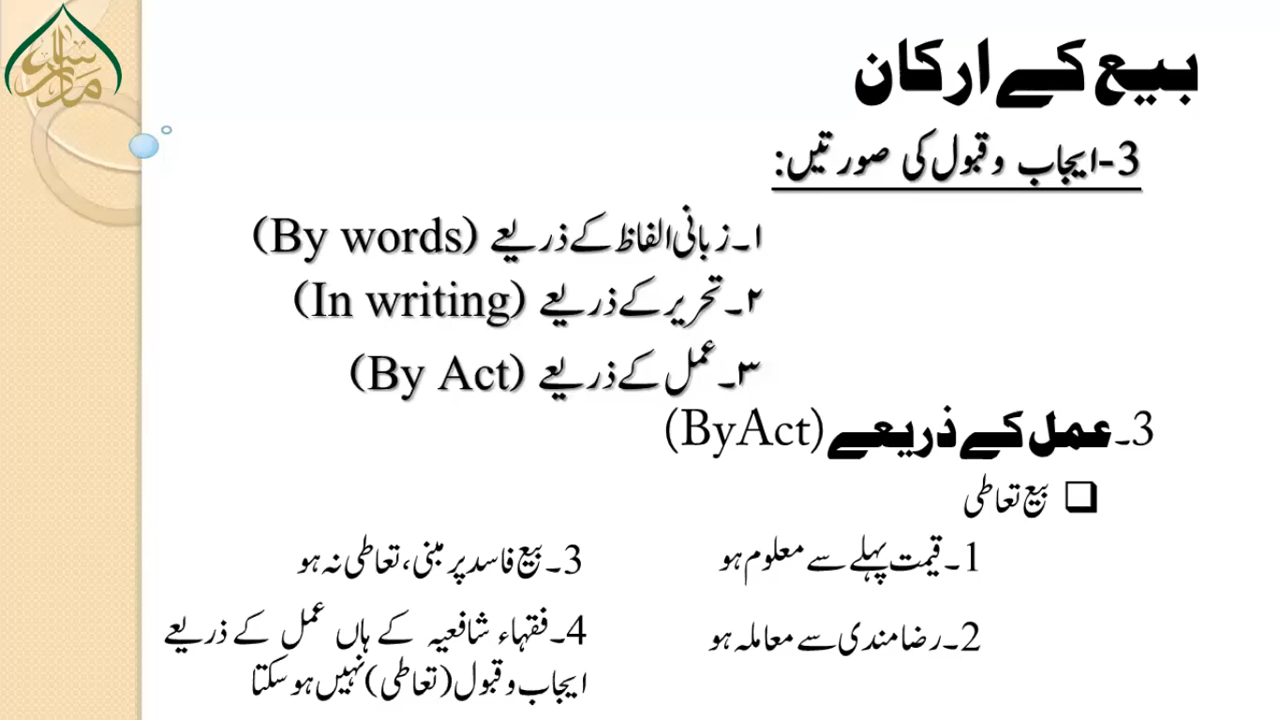 بیع کے ارکان
3-ایجاب و قبول کی صورتیں:
۱۔زبانی الفاظ کے ذریعے (By words)
۲۔تحریر کے ذریعے (In writing)
۳۔عمل کے ذریعے (By Act)
3۔عمل کے ذریعے(ByAct)
❑ بیع تعاطی
1۔قیمت پہلے سے معلوم ہو
2۔رضامندی سے معاملہ ہو
3۔بیع فاسد پر مبنی، تعاطی نہ ہو
4۔فقہاء شافعیہ کے ہاں عمل کے ذریعے
ایجاب و قبول(تعاطی)نہیں ہو سکتا